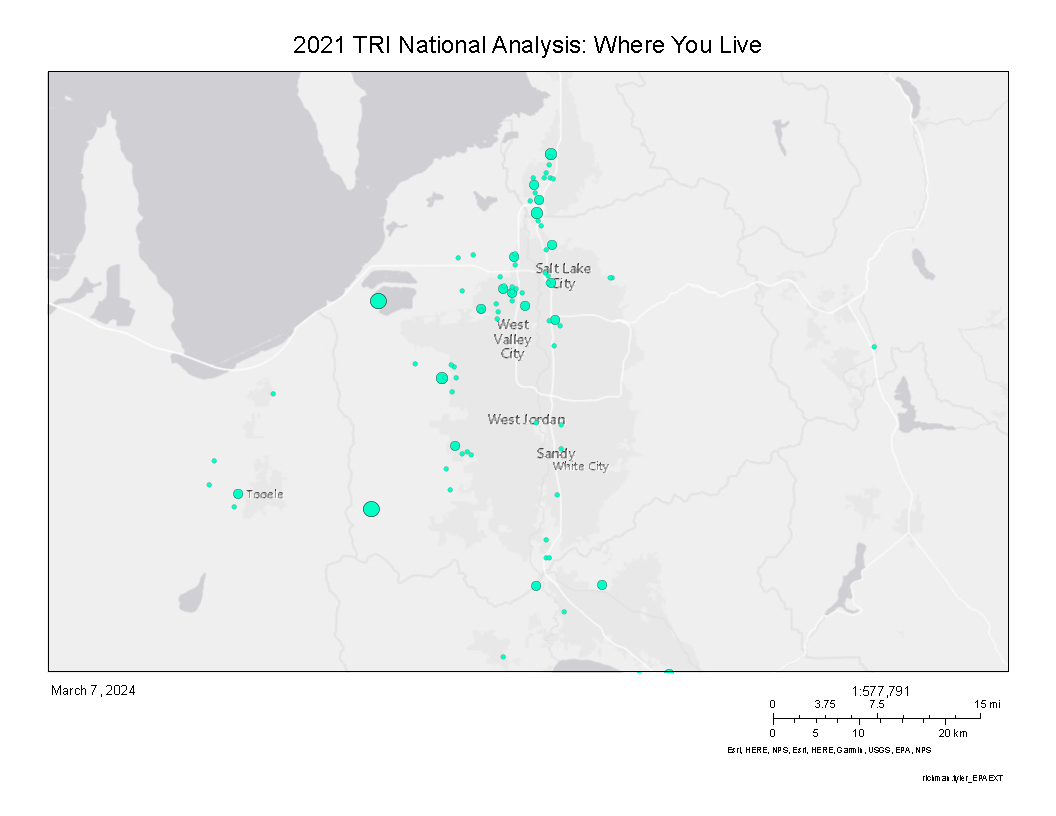 2021 TRI National Analysis: Where You Live
Salt Lake
City
West
Valley
City
West Jordan
Sandy
White City
Tooele
March 7, 2024
1:577,791
0 3.75 7.5 15 mi
0 5 10 20 km
Esri, HERE, NPS, Esri, HERE, Garmin, USGS, EPA, NPS
richman.tyler_EPAEXT